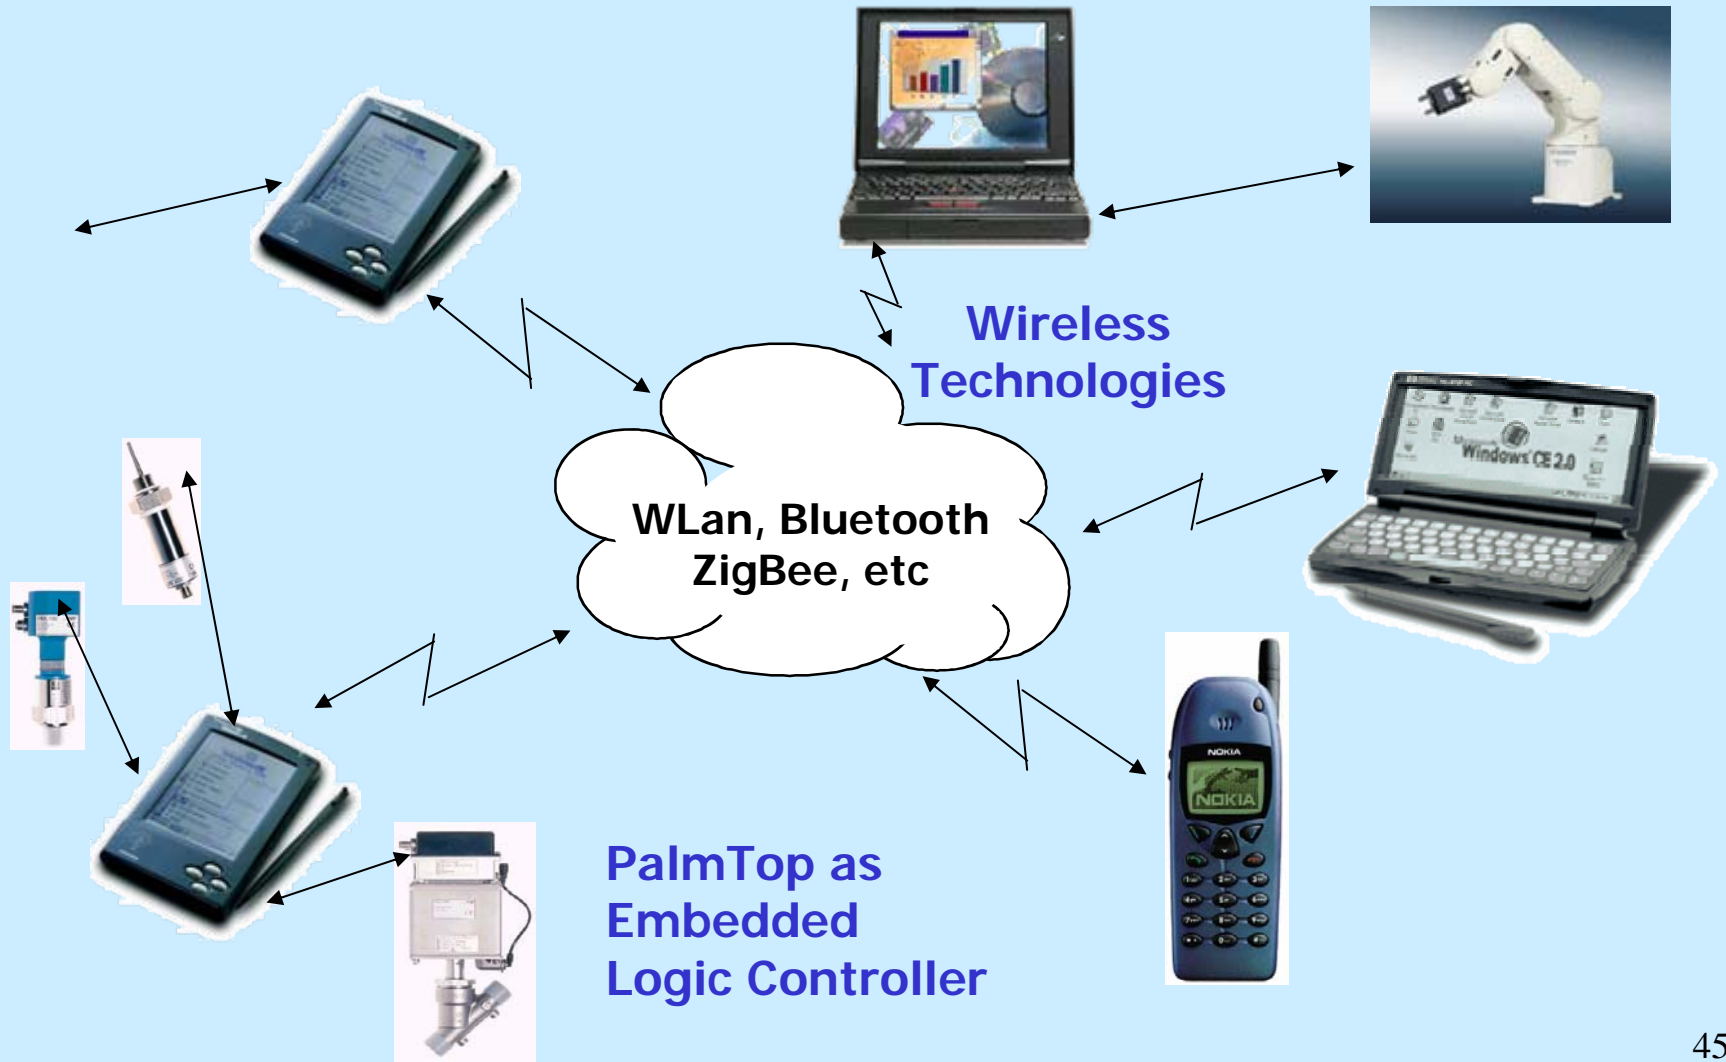 Wireless
Technologies
Windows CE 2.0
WLan, Bluetooth
ZigBee, etc
NOKIA
NOKIA
PalmTop as
Embedded
Logic Controller
45